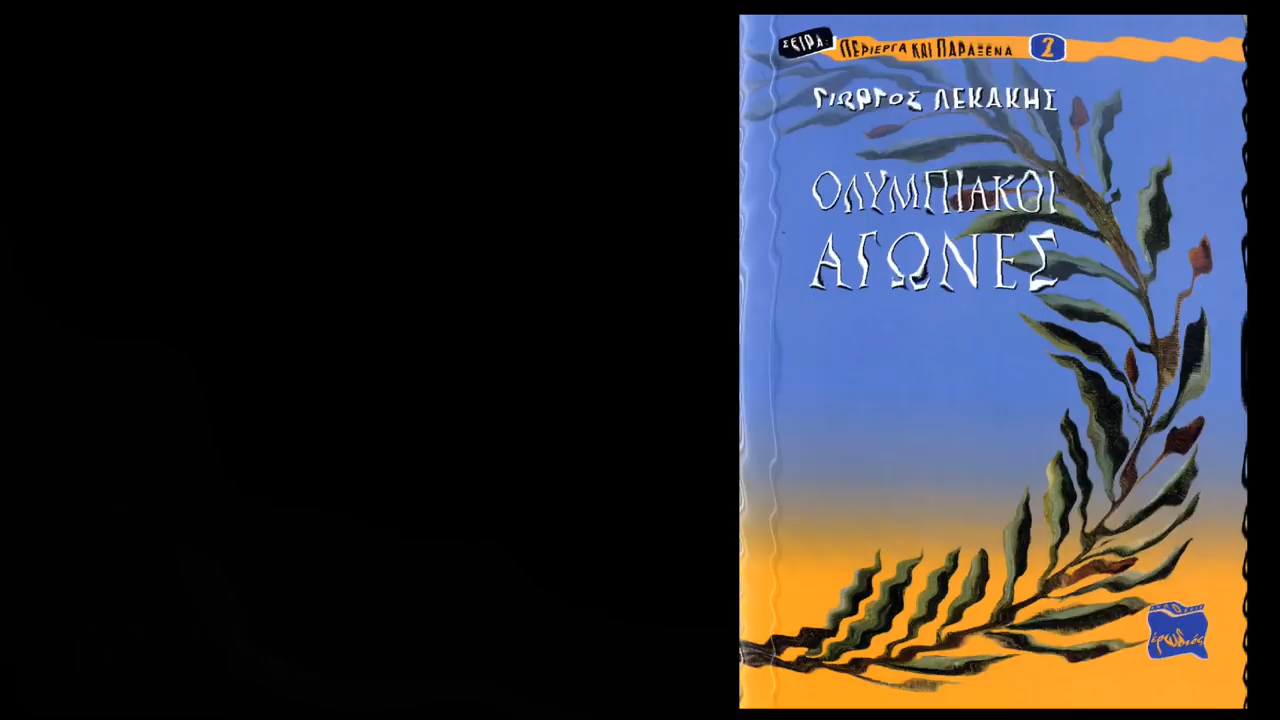 ΣΕΙΡΑ: ΠΕΡΙΕΡΓΑ ΚΑΙ ΠΑΡΑΞΕΝΑ 2
ΓΙΩΡΓΟΣ ΛΕΚΑΚΗΣ
ΟΛΥΜΠΙΑΚΟΙ
ΑΓΩΝΕΣ
ερωδιός